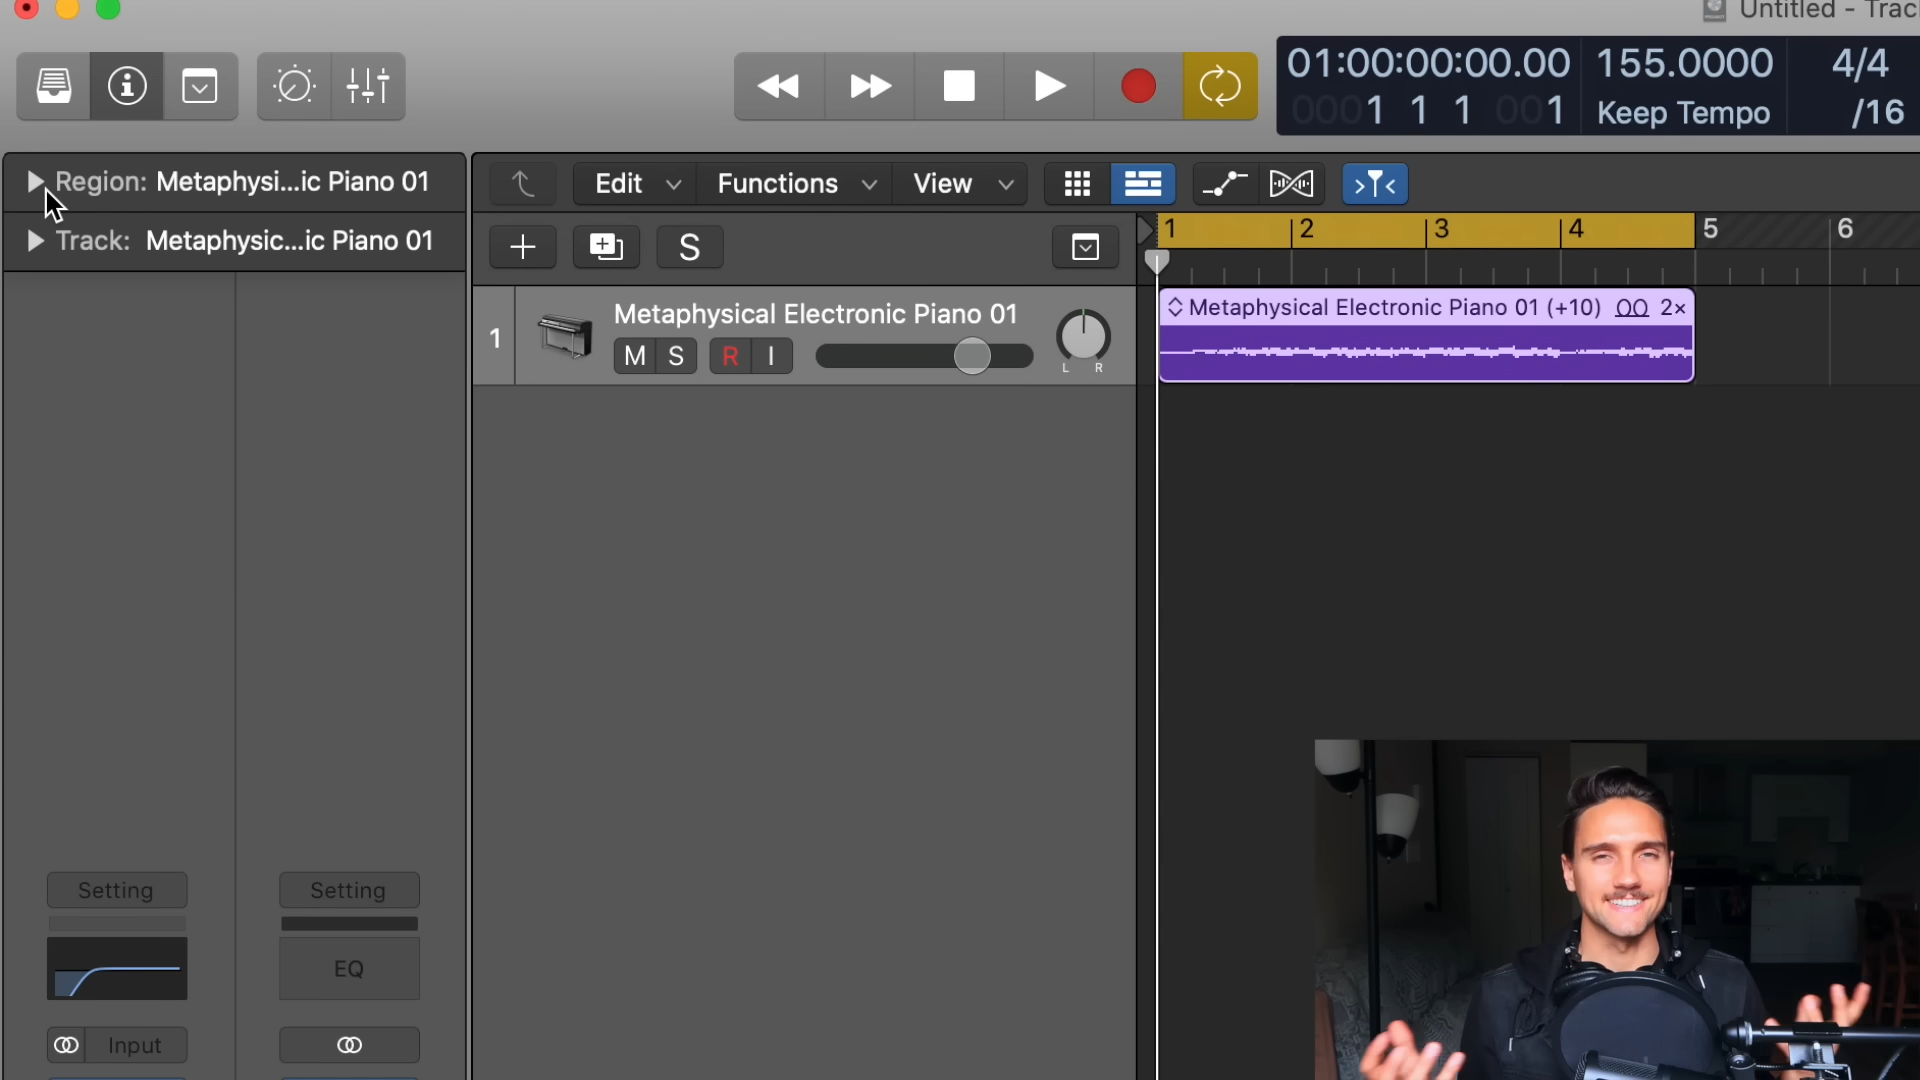 Untitled - Trac
01:00:00:00.00
155.0000
4/4
0001 1 1 001
Keep Tempo
/16
Region: Metaphysi...ic Piano 01
Edit
Functions
View
Track: Metaphysic...ic Piano 01
S
1 2 3 4 5 6
1
Metaphysical Electronic Piano 01
M S R I
L R
Metaphysical Electronic Piano 01 (+10) 2×
Setting
Setting
EQ
Input